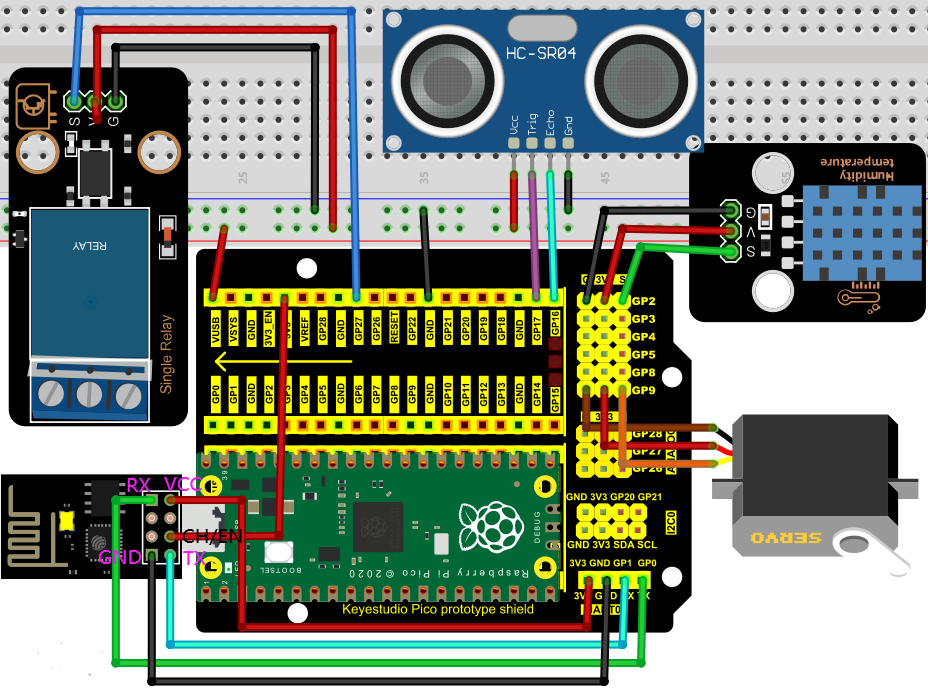 HC-SR04
Vcc
Trig
Echo
Gnd
S
V
G
25
35
45
65
Humidity
temperature
G
V
S
°C
RELAY
Single Relay
G
3V3
S
GP2
GP3
GP4
GP5
GP8
GP9
VUSB
VSYS
GND
3V3_EN
3V3
VREF
GP28
GND
GP27
GP26
RESET
GP22
GND
GP21
GP20
GP19
GP18
GND
GP17
GP16
GP0
GP1
GND
GP2
GP3
GP4
GP5
GND
GP6
GP7
GP8
GP9
GND
GP10
GP11
GP12
GP13
GND
GP14
GP15
GP28
GP27
GP26
GND 3V3 GP20 GP21
I2C0
GND 3V3 SDA SCL
3V3 GND GP1 GP0
SERVO
RX
VCC
CH/EN
GND
TX
39
DEBUG
BOOTSEL
Raspberry Pi Pico © 2020
Keyestudio Pico prototype shield